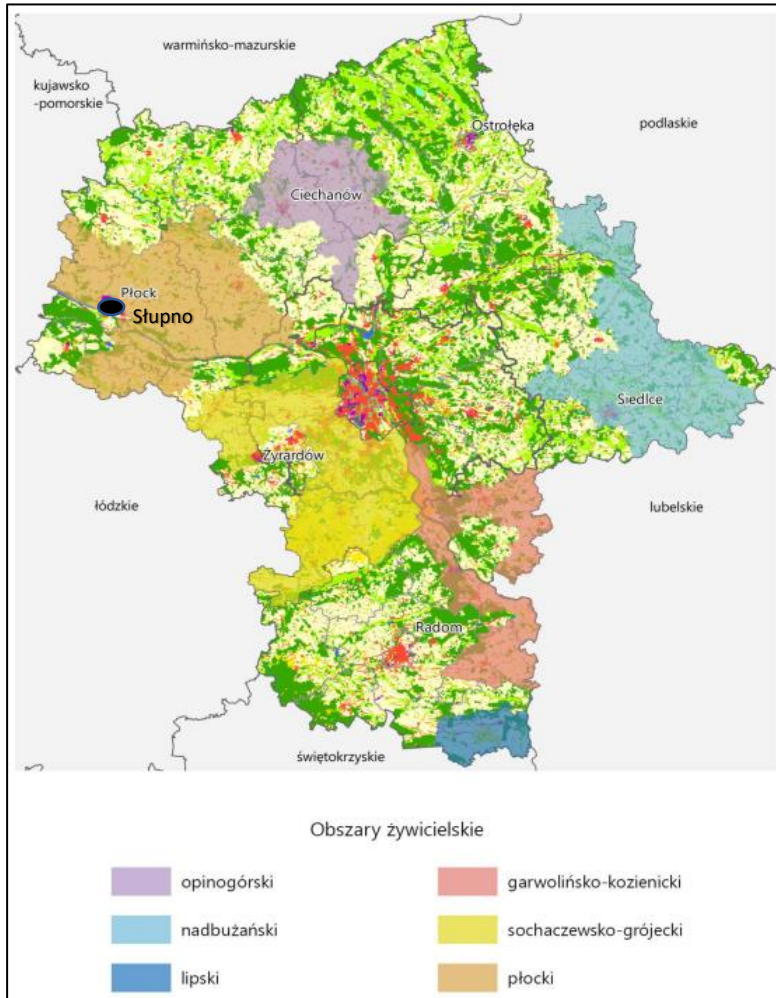 warmińsko-mazurskie
kujawsko
-pomorskie
Ostrołęka
podlaskie
Ciechanów
Płock
Słupno
Siedlce
Żyrardów
łódzkie
lubelskie
Radom
świętokrzyskie
Obszary żywicielskie
opinogórski
garwolińsko-kozienicki
nadbużański
sochaczewsko-grójecki
lipski
płocki